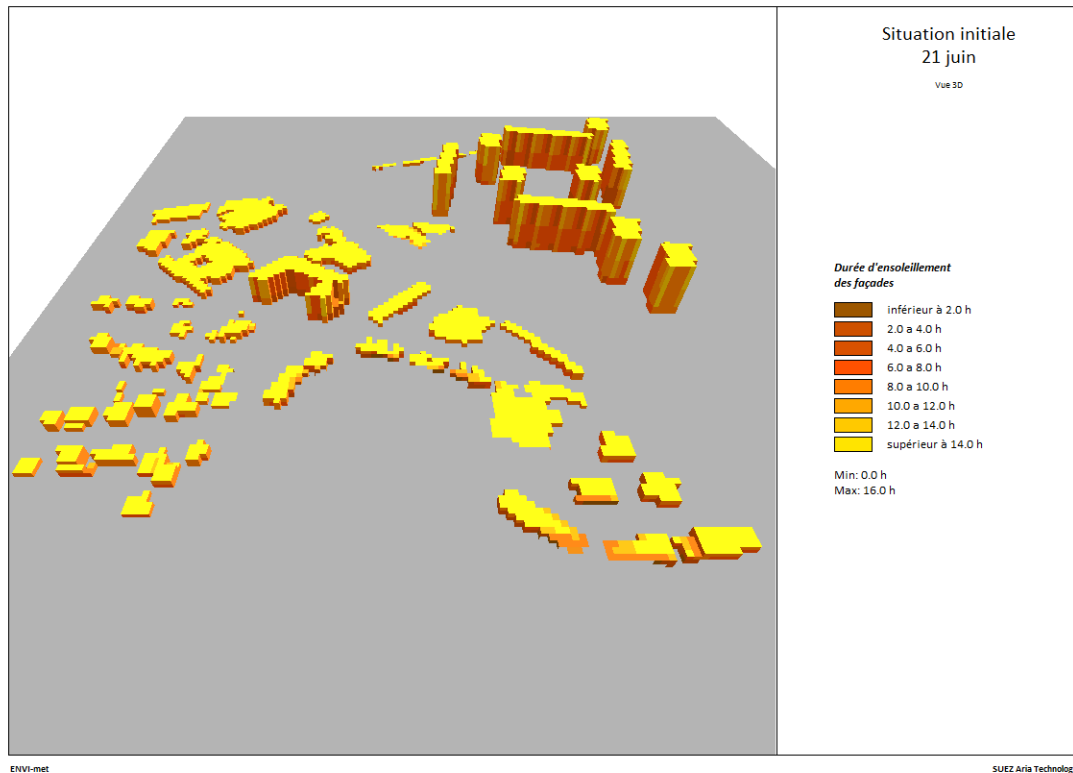 Situation initiale
21 juin
Vue 3D
Durée d'ensoleillement
des façades
inférieur à 2.0 h
2.0 a 4.0 h
4.0 a 6.0 h
6.0 a 8.0 h
8.0 a 10.0 h
10.0 a 12.0 h
12.0 a 14.0 h
supérieur à 14.0 h
Min: 0.0 h
Max: 16.0 h
ENVI-met
SUEZ Aria Technolog